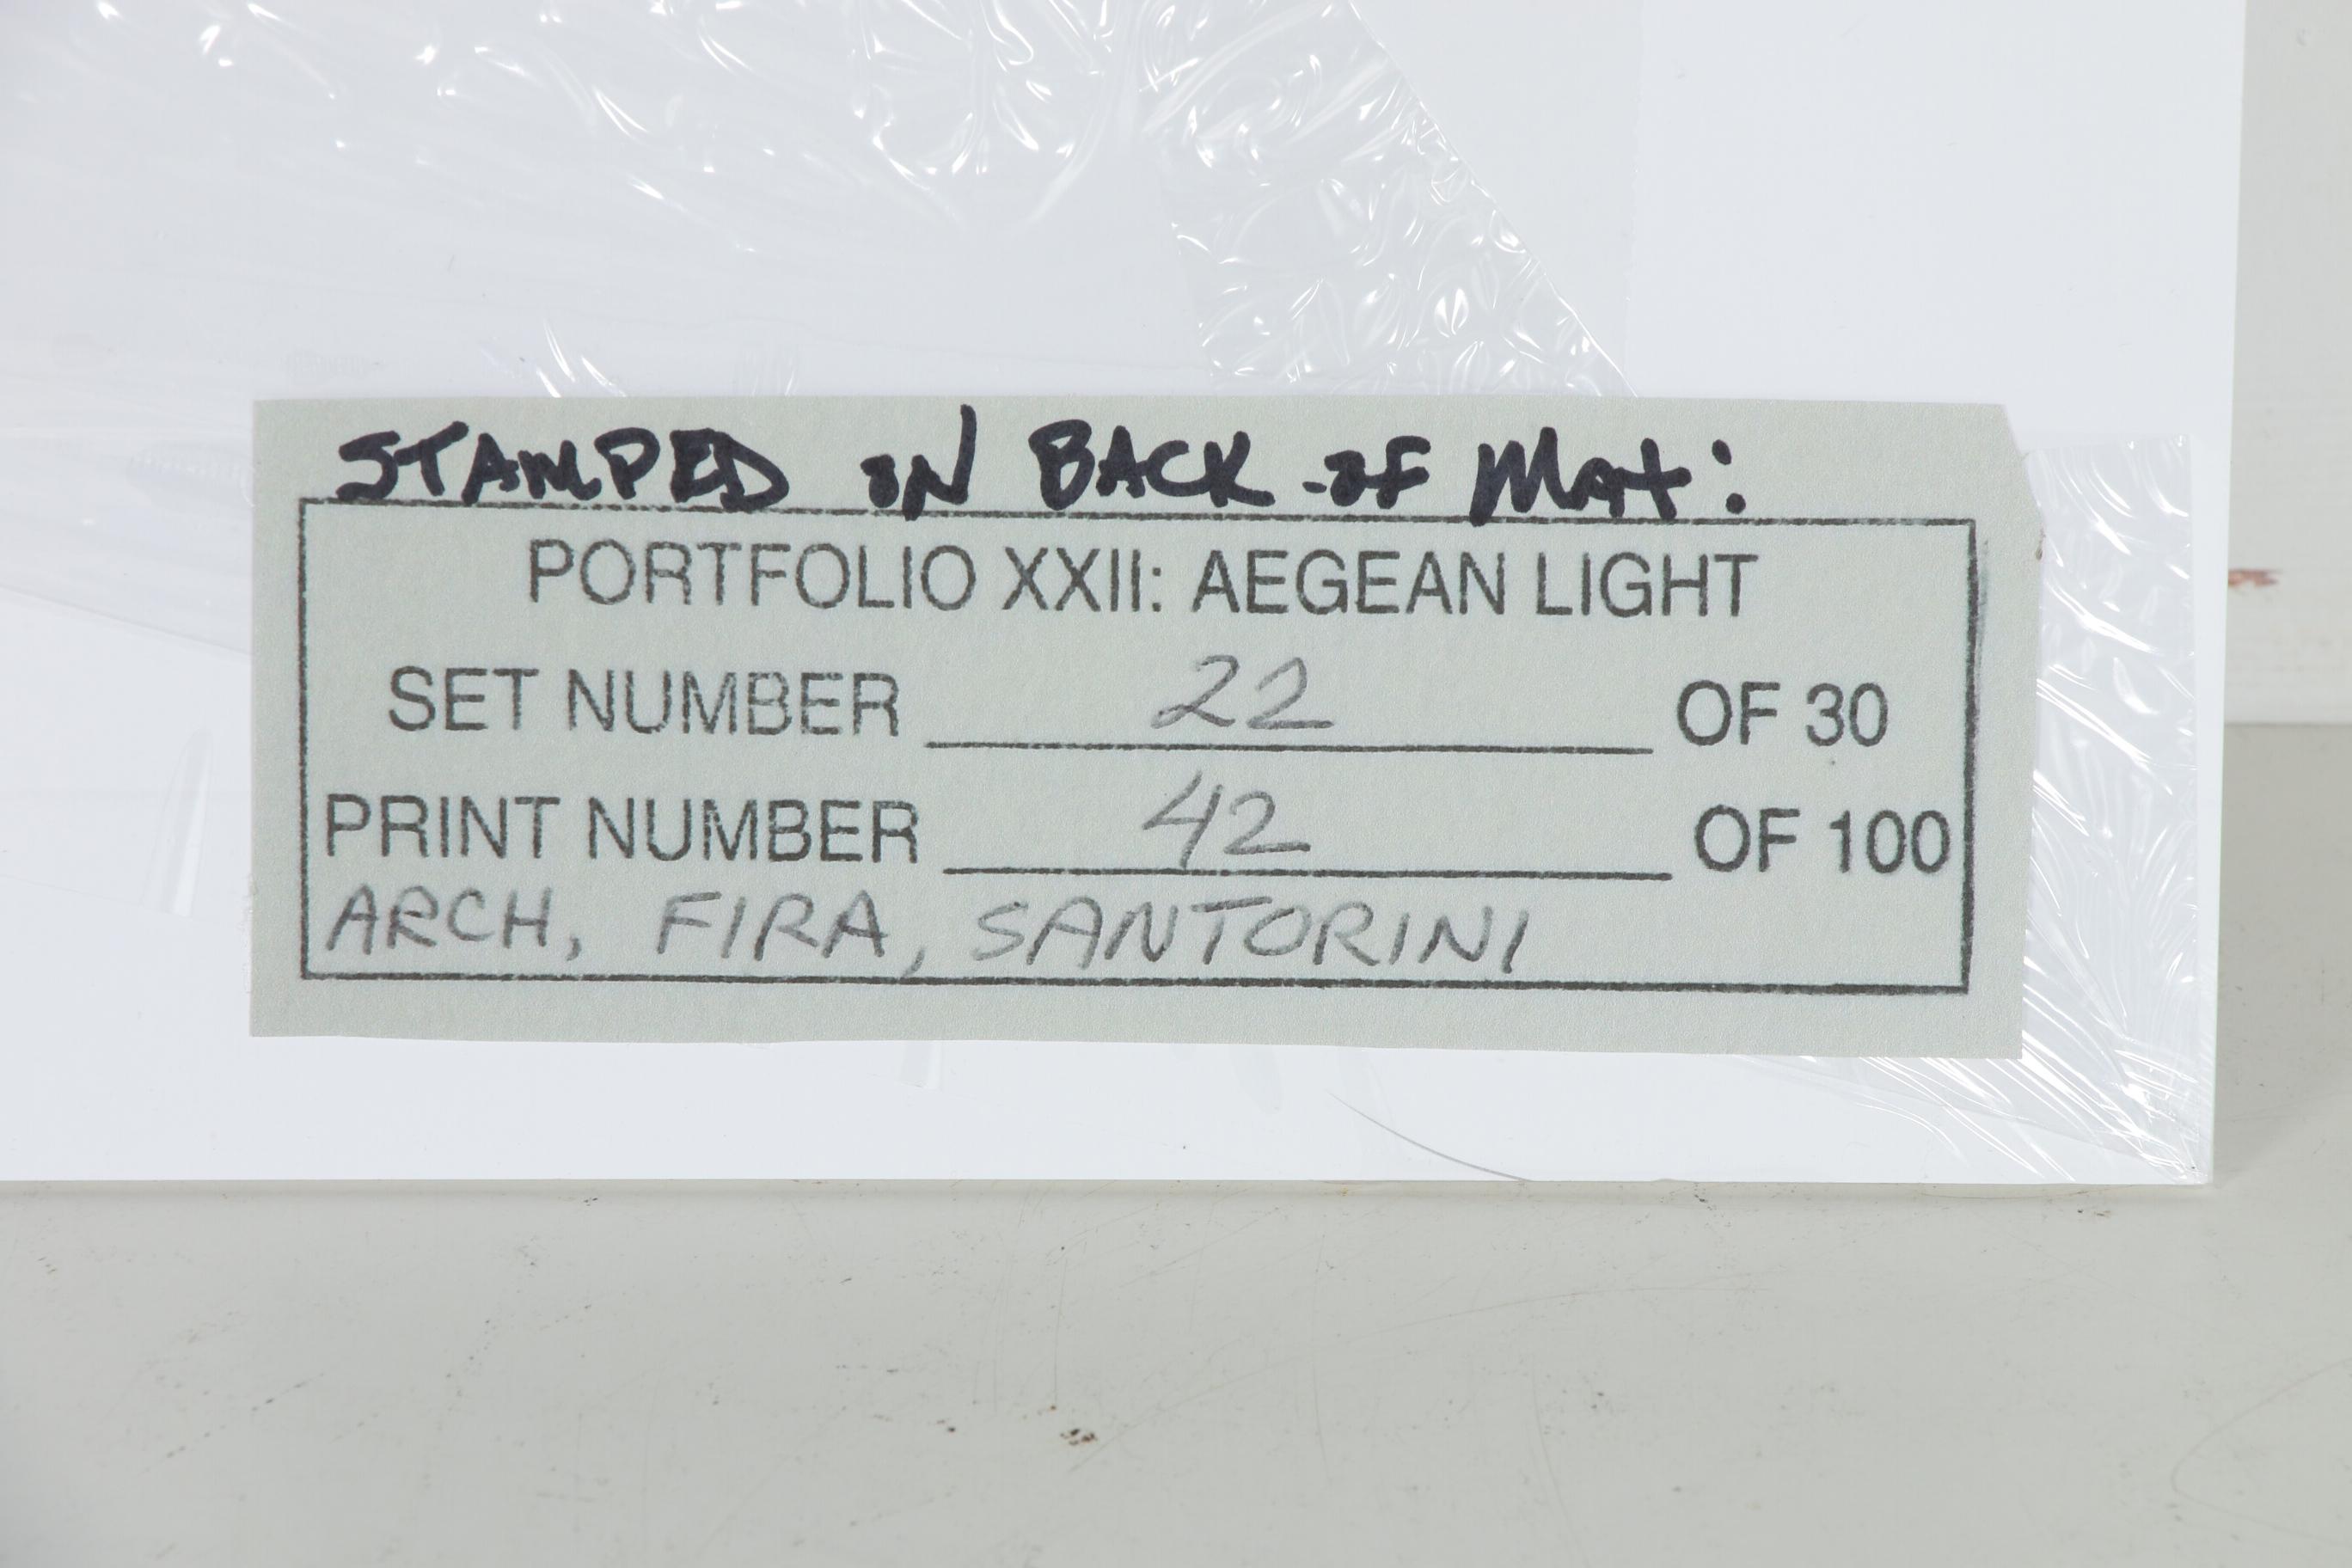 STAMPED ON BACK OF MAT:
PORTFOLIO XXII: AEGEAN LIGHT
SET NUMBER 22 OF 30
PRINT NUMBER 42 OF 100
ARCH, FIRA, SANTORINI